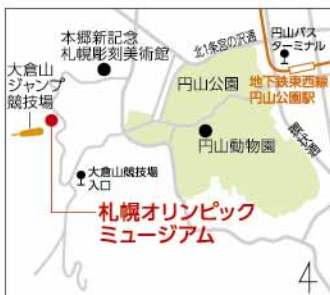 本郷新記念
札幌彫刻美術館
北1条宮の沢通
円山バス
ターミナル
大倉山
ジャンプ
競技場
円山公園
地下鉄東西線
円山公園駅
円山動物園
大倉山競技場
入口
札幌オリンピック
ミュージアム
4